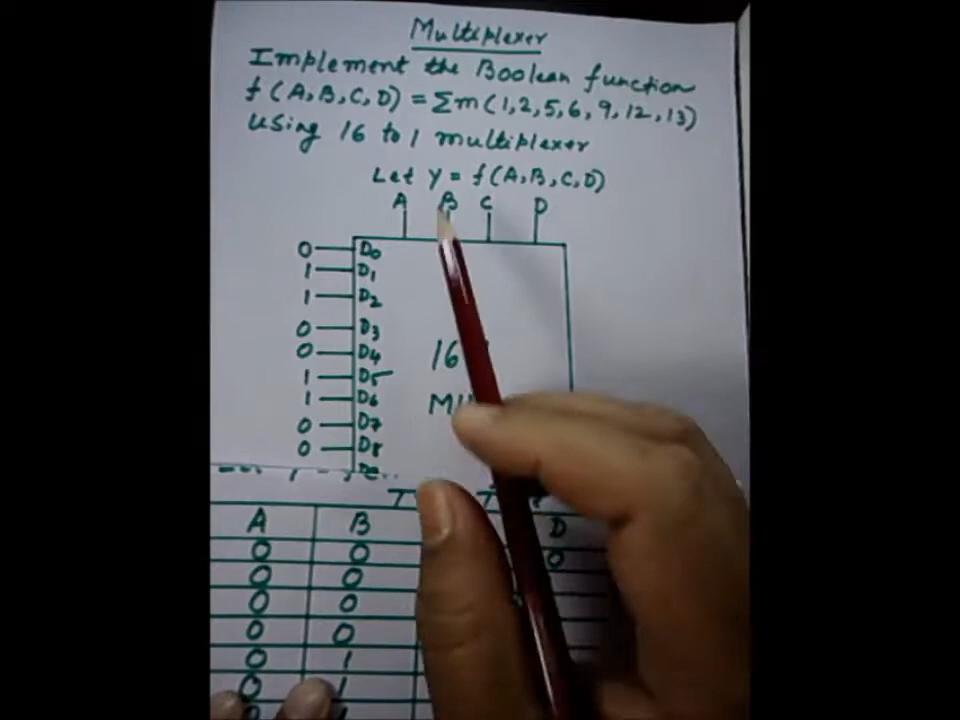 Multiplexer
Implement the Boolean function
f(A,B,C,D) = Σm(1,2,5,6,9,12,13)
using 16 to 1 multiplexer
Let Y = f(A,B,C,D)
A B C D
0 D0
1 D1
1 D2
0 D3
0 D4
1 D5
1 D6
0 D7
0 D8
16
A B D
0 0 0
0 0
0 0
0 0
0 1
0 1